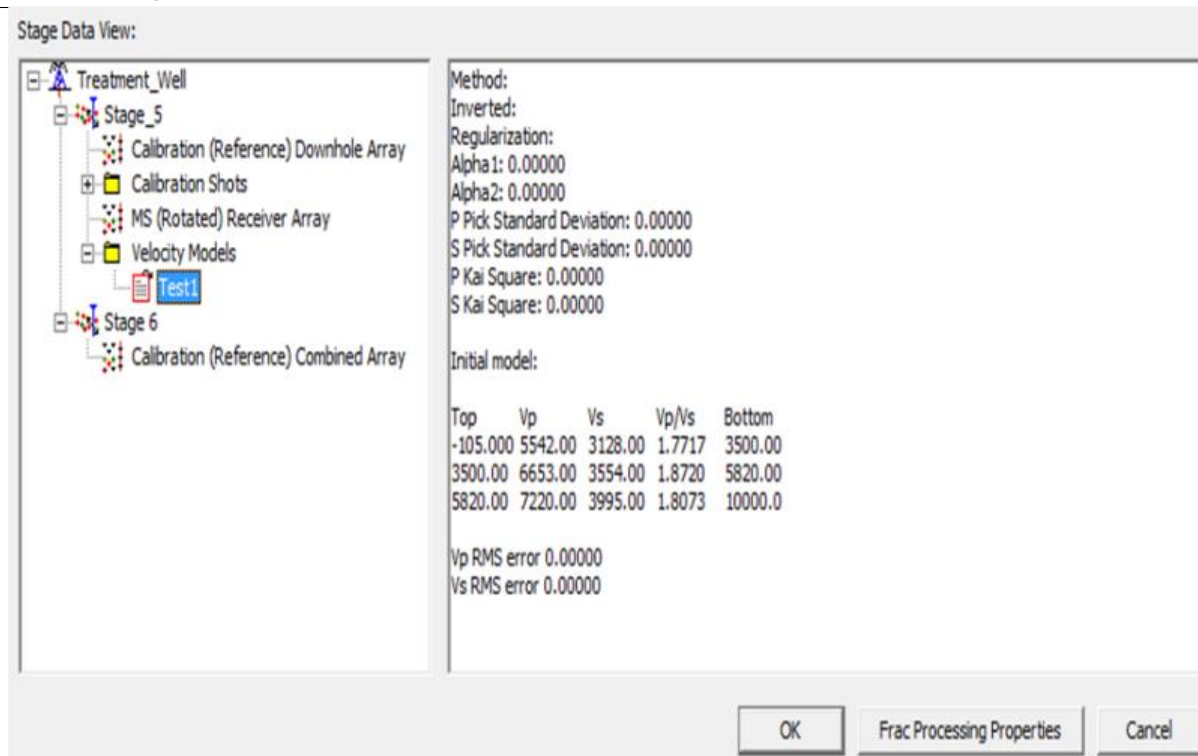 Stage Data View:
Treatment_Well
Stage_5
Calibration (Reference) Downhole Array
Calibration Shots
MS (Rotated) Receiver Array
Velocity Models
Test1
Stage 6
Calibration (Reference) Combined Array
Method:
Inverted:
Regularization:
Alpha1: 0.00000
Alpha2: 0.00000
P Pick Standard Deviation: 0.00000
S Pick Standard Deviation: 0.00000
P Kai Square: 0.00000
S Kai Square: 0.00000
Initial model:
Top Vp Vs Vp/Vs Bottom
-105.000 5542.00 3128.00 1.7717 3500.00
3500.00 6653.00 3554.00 1.8720 5820.00
5820.00 7220.00 3995.00 1.8073 10000.0
Vp RMS error 0.00000
Vs RMS error 0.00000
OK Frac Processing Properties Cancel